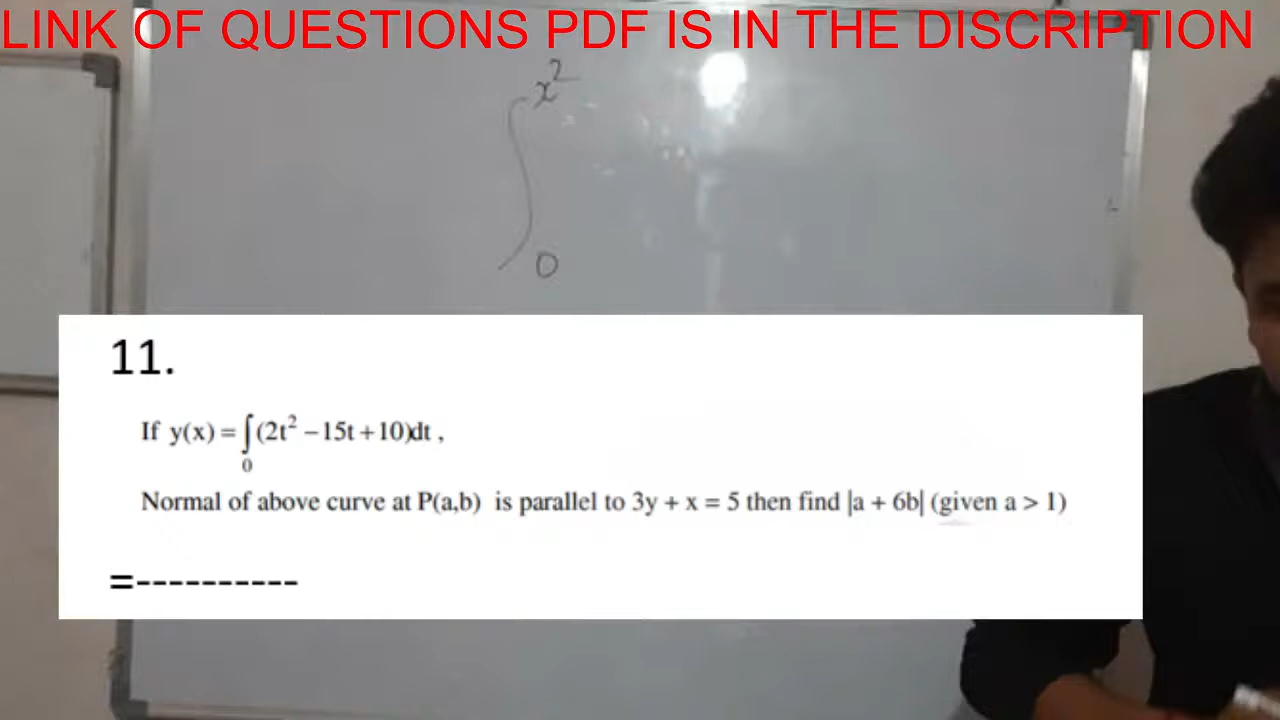 LINK OF QUESTIONS PDF IS IN THE DISCRIPTION
x²
∫
0
11.
If y(x) = ∫₀ (2t² – 15t + 10)dt ,
Normal of above curve at P(a,b) is parallel to 3y + x = 5 then find |a + 6b| (given a > 1)
=----------